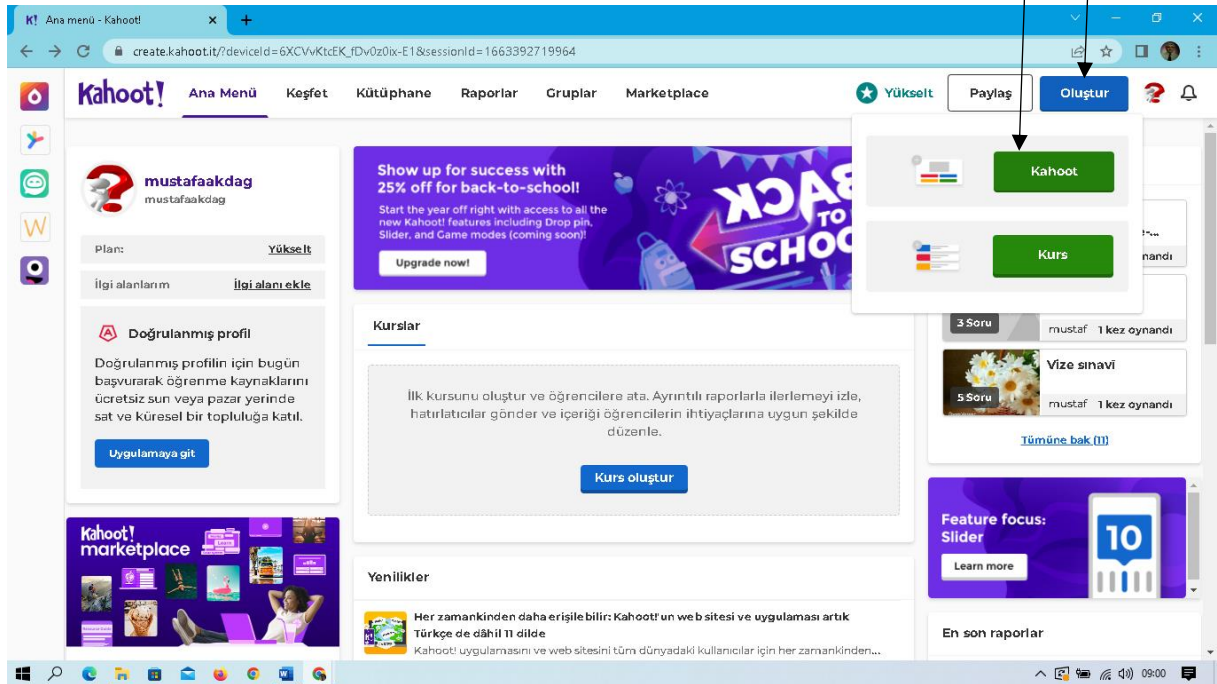 K! Ana menü - Kahoot!
create.kahoot.it/?deviceId=6XCVvKtcEK_fDv0z0ix-E1&sessionId=1663392719964
Kahoot! Ana Menü Keşfet Kütüphane Raporlar Gruplar Marketplace Yükselt Paylaş Oluştur
Kahoot
Kurs
mustafaakdag
mustafaakdag
Plan: Yükselt
İlgi alanlarım İlgi alanı ekle
Doğrulanmış profil
Doğrulanmış profilin için bugün
başvurarak öğrenme kaynaklarını
ücretsiz sun veya pazar yerinde
sat ve küresel bir topluluğa katıl.
Uygulamaya git
Kahoot!
marketplace
Show up for success with
25% off for back-to-school!
Start the year off right with access to all the
new Kahoot! features including Drop pin,
Slider, and Game modes (coming soon)!
Upgrade now!
BACK
TO
SCHOO
Kurslar
İlk kursunu oluştur ve öğrencilere ata. Ayrıntılı raporlarla ilerlemeyi izle,
hatırlatıcılar gönder ve içeriği öğrencilerin ihtiyaçlarına uygun şekilde
düzenle.
Kurs oluştur
Yenilikler
Her zamankinden daha erişilebilir: Kahoot!'un web sitesi ve uygulaması artık
Türkçe de dâhil 11 dilde
Kahoot! uygulamasını ve web sitesini tüm dünyadaki kullanıcılar için her zamankinden...
nandı
3 Soru
mustaf 1 kez oynandı
Vize sınavı
5 Soru
mustaf 1 kez oynandı
Tümüne bak (11)
Feature focus:
Slider
Learn more
10
En son raporlar
09:00